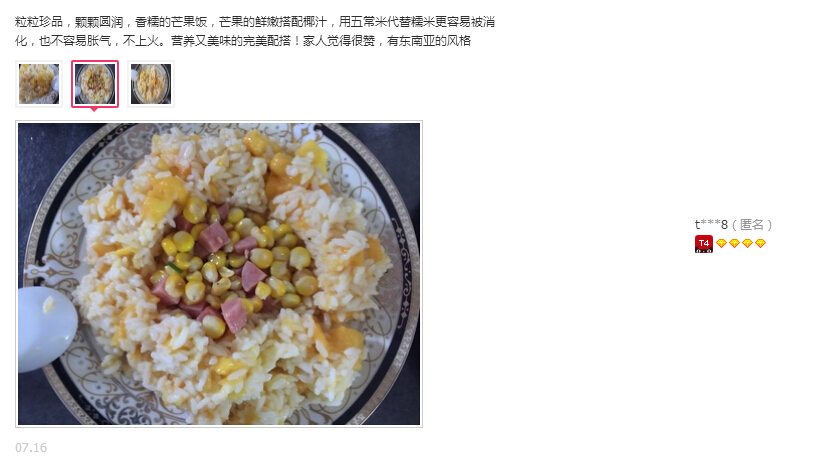 粒粒珍品，颗颗圆润，香糯的芒果饭，芒果的鲜嫩搭配椰汁，用五常米代替糯米更容易被消
化，也不容易胀气，不上火。营养又美味的完美配搭！家人觉得很赞，有东南亚的风格
t***8（匿名）
T4
07.16